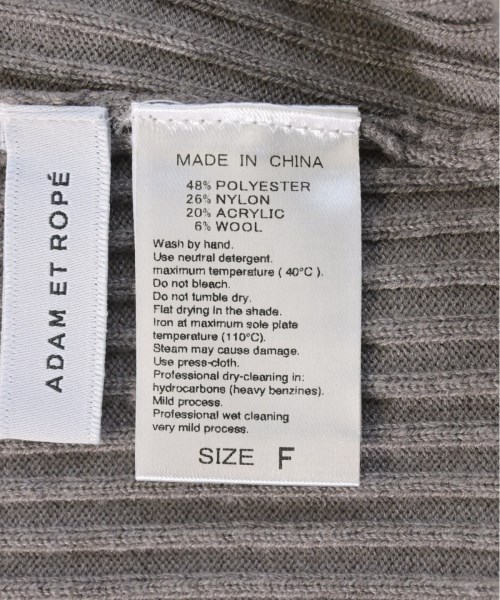 ADAM ET ROPÉ
MADE IN CHINA
48% POLYESTER
26% NYLON
20% ACRYLIC
6% WOOL
Wash by hand.
Use neutral detergent.
maximum temperature ( 40°C ).
Do not bleach.
Do not tumble dry.
Flat drying in the shade.
Iron at maximum sole plate
temperature (110°C).
Steam may cause damage.
Use press-cloth.
Professional dry-cleaning in:
hydrocarbon (heavy benzines).
Mild process.
Professional wet cleaning
very mild process.
SIZE F